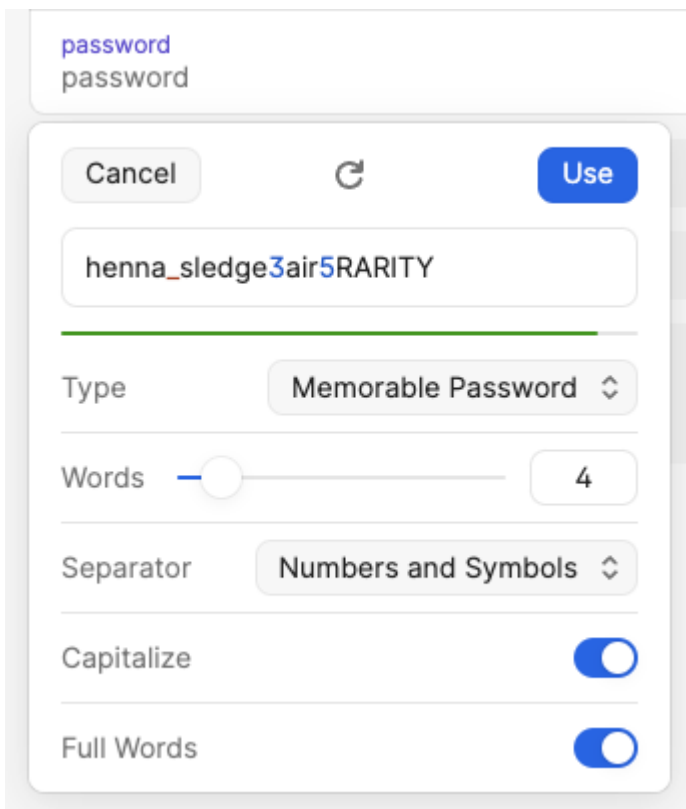 password
password
Cancel Use
henna_sledge3air5RARITY
Type Memorable Password
Words 4
Separator Numbers and Symbols
Capitalize
Full Words